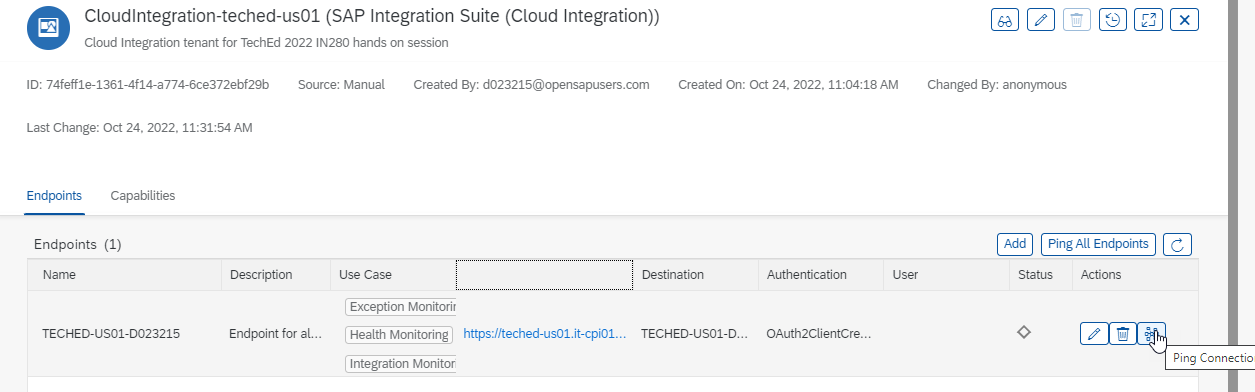 CloudIntegration-teched-us01 (SAP Integration Suite (Cloud Integration))
Cloud Integration tenant for TechEd 2022 IN280 hands on session
ID: 74feff1e-1361-4f14-a774-6ce372ebf29b Source: Manual Created By: d023215@opensapusers.com Created On: Oct 24, 2022, 11:04:18 AM Changed By: anonymous
Last Change: Oct 24, 2022, 11:31:54 AM
Endpoints Capabilities
Endpoints (1) Add Ping All Endpoints
Name Description Use Case Destination Authentication User Status Actions
Exception Monitorin
TECHED-US01-D023215 Endpoint for al... Health Monitoring https://teched-us01.it-cpi01... TECHED-US01-D... OAuth2ClientCre...
Integration Monitor
Ping Connectio